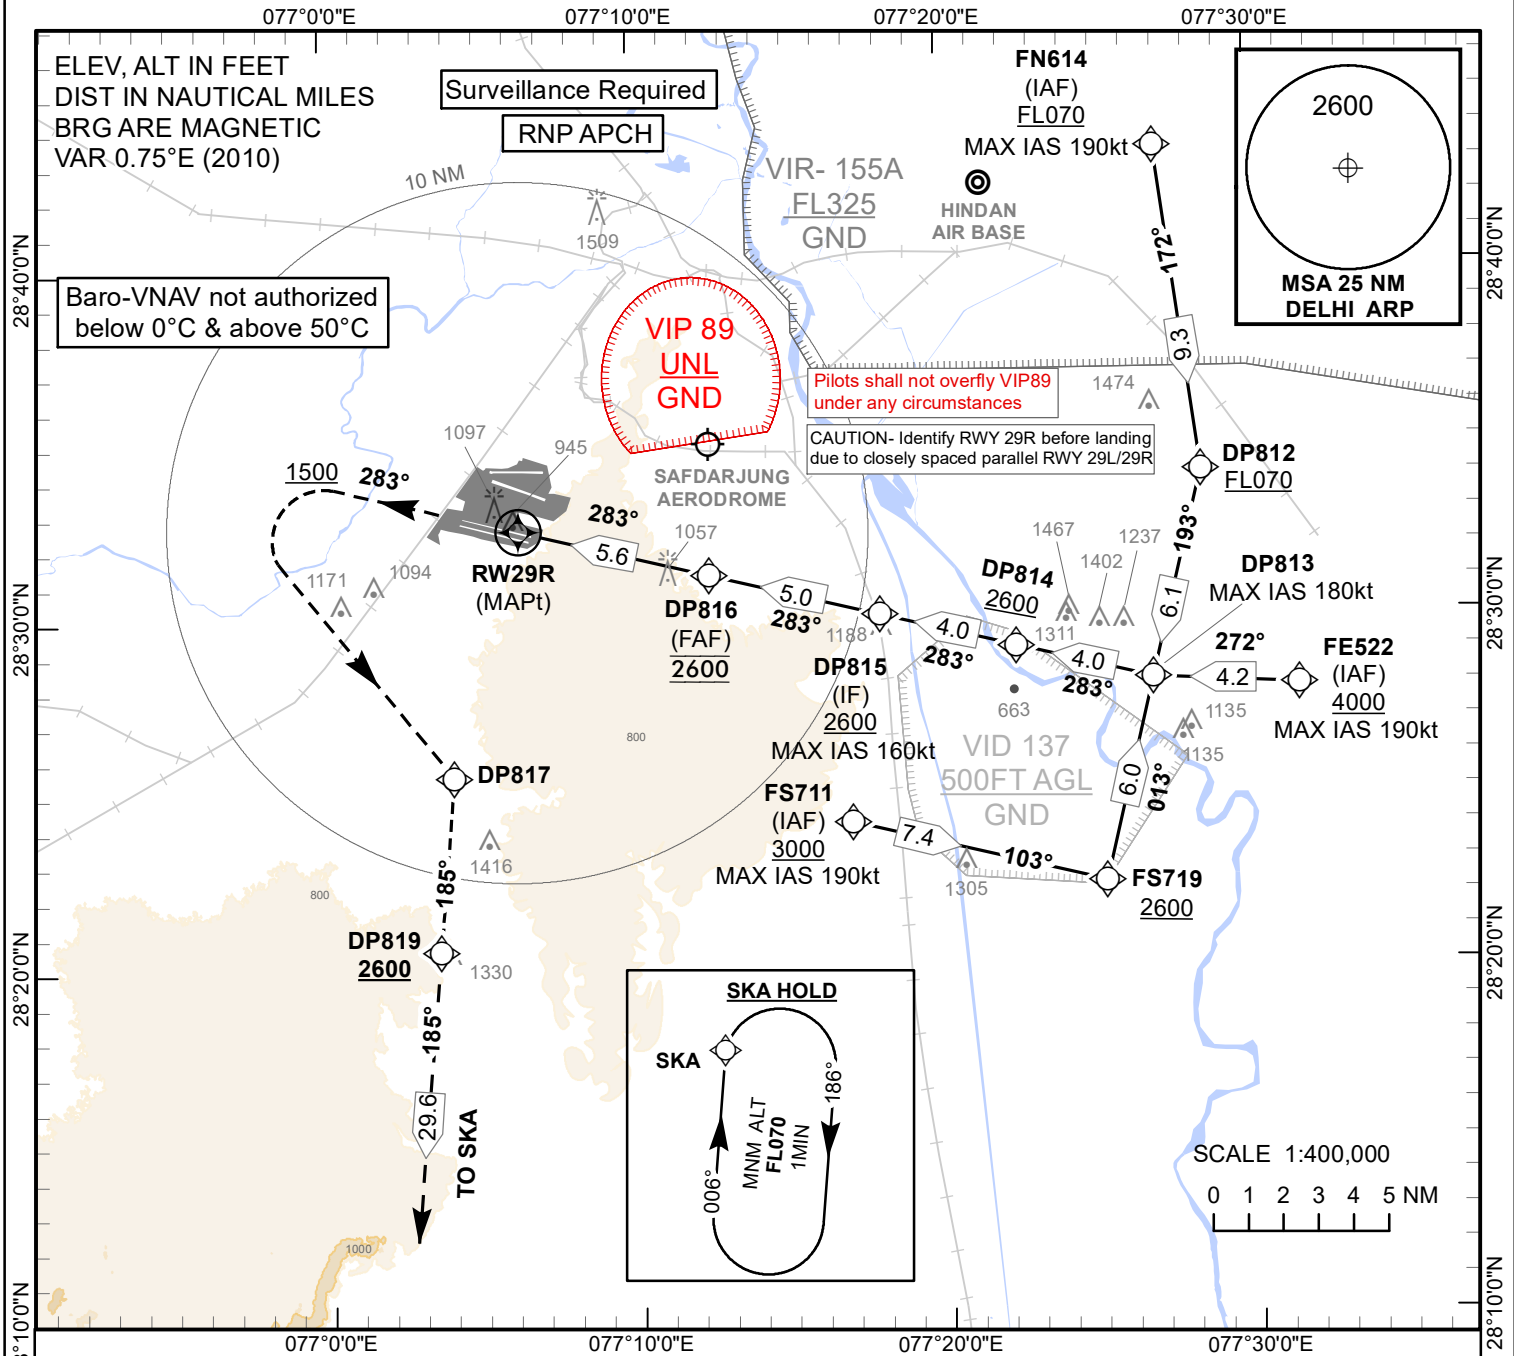 077°0'0"E
077°10'0"E
077°20'0"E
077°30'0"E
ELEV, ALT IN FEET
DIST IN NAUTICAL MILES
BRG ARE MAGNETIC
VAR 0.75°E (2010)
Surveillance Required
RNP APCH
FN614
(IAF)
FL070
MAX IAS 190kt
2600
MSA 25 NM
DELHI ARP
10 NM
1509
VIR- 155A
FL325
GND
HINDAN
AIR BASE
172°
9.3
28°40'0"N
28°40'0"N
Baro-VNAV not authorized
below 0°C & above 50°C
VIP 89
UNL
GND
Pilots shall not overfly VIP89
under any circumstances
1474
CAUTION- Identify RWY 29R before landing
due to closely spaced parallel RWY 29L/29R
DP812
FL070
193°
6.1
1097
945
SAFDARJUNG
AERODROME
1500
283°
283°
5.6
1057
RW29R
(MAPt)
1171
1094
DP816
(FAF)
2600
5.0
283°
1188
DP815
(IF)
2600
MAX IAS 160kt
4.0
283°
DP814
2600
1467
1402
1237
1311
4.0
283°
DP813
MAX IAS 180kt
272°
4.2
FE522
(IAF)
4000
MAX IAS 190kt
28°30'0"N
28°30'0"N
663
1135
1135
VID 137
500FT AGL
GND
6.0
013°
800
FS711
(IAF)
3000
MAX IAS 190kt
7.4
103°
1305
FS719
2600
DP817
1416
185°
800
DP819
2600
1330
185°
29.6
TO SKA
28°20'0"N
28°20'0"N
SKA HOLD
SKA
186°
006°
MNM ALT
FL070
1MIN
SCALE 1:400,000
0 1 2 3 4 5 NM
1000
28°10'0"N
28°10'0"N
077°0'0"E
077°10'0"E
077°20'0"E
077°30'0"E